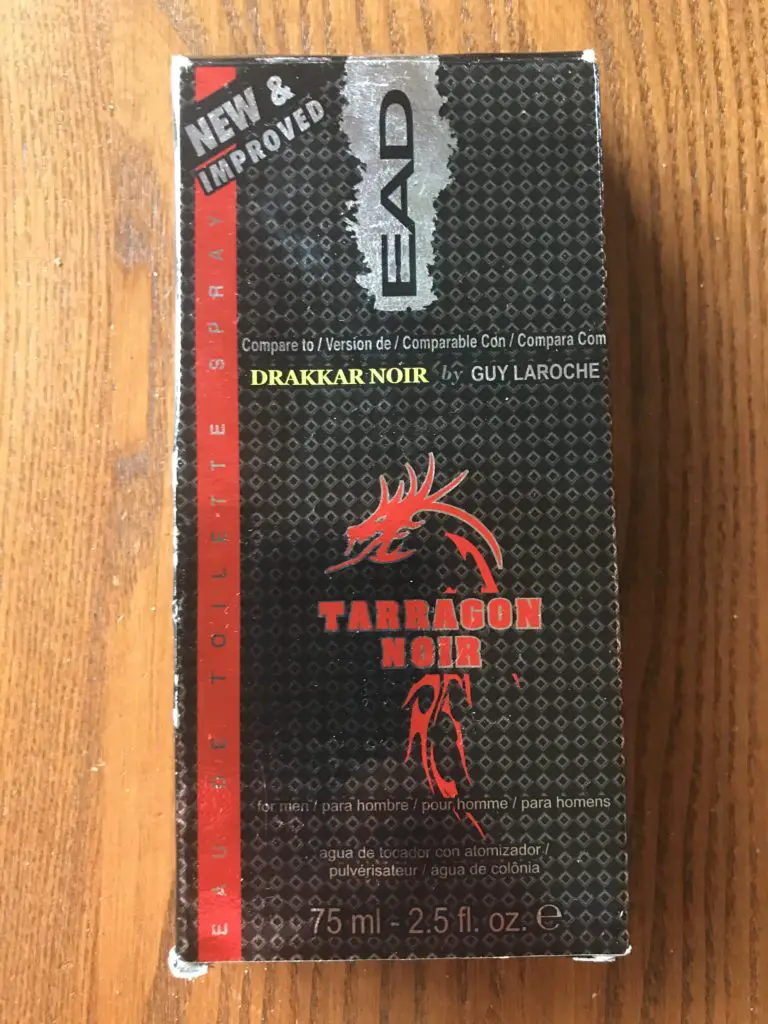 NEW &
IMPROVED
EAD
EAU DE TOILETTE SPRAY
Compare to / Version de / Comparable Con / Compara Com
DRAKKAR NOIR by GUY LAROCHE
TARRAGON
NOIR
for men / para hombre / pour homme / para homens
agua de tocador con atomizador /
pulvérisateur / agua de colônia
75 ml - 2.5 fl. oz. ℮